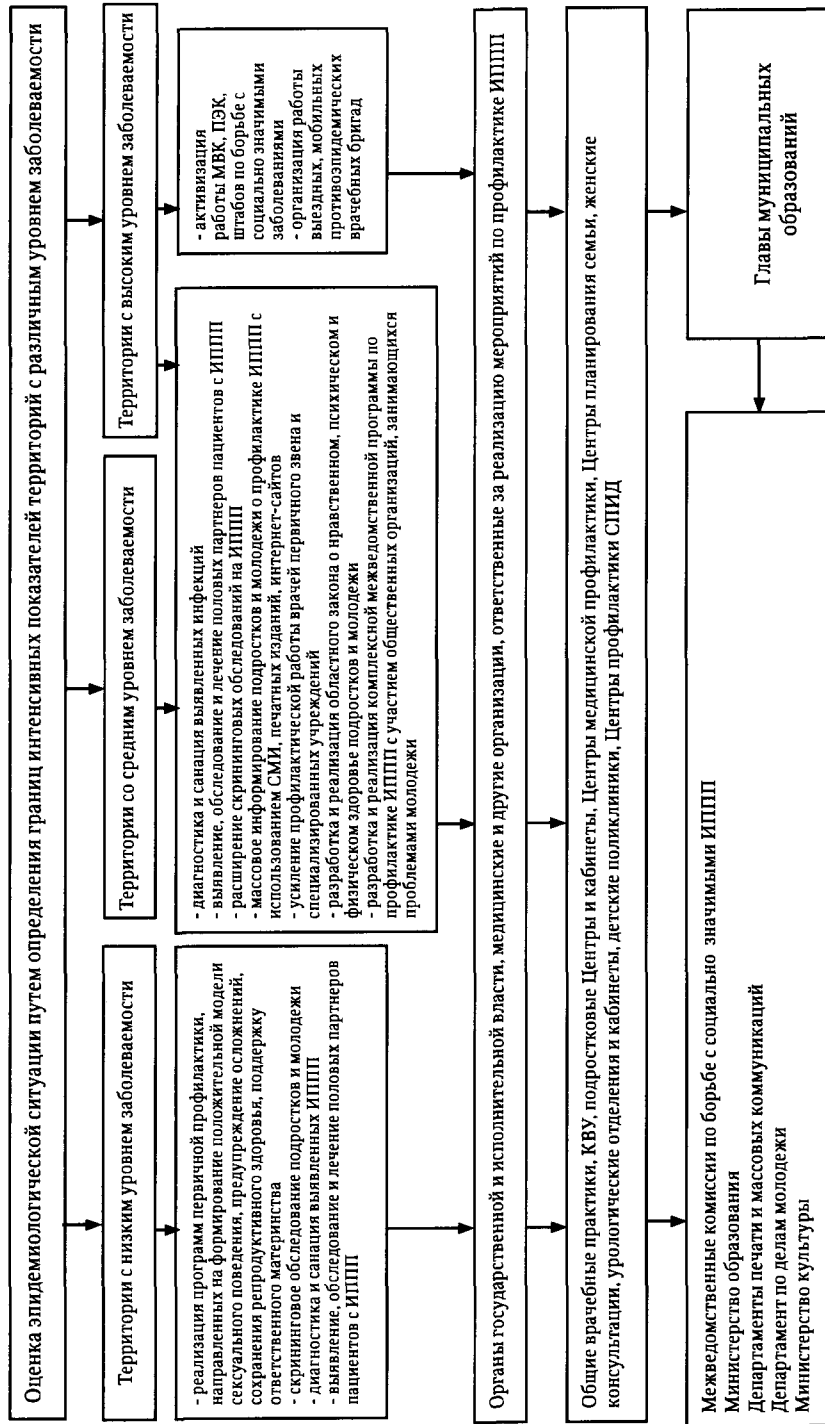 Оценка эпидемиологической ситуации путем определения границ интенсивных показателей территорий с различным уровнем заболеваемости
Территории с низким уровнем заболеваемости
Территории со средним уровнем заболеваемости
Территории с высоким уровнем заболеваемости
- реализация программ первичной профилактики,
направленных на формирование положительной модели
сексуального поведения, предупреждение осложнений,
сохранения репродуктивного здоровья, поддержку
ответственного материнства
- скрининговое обследование подростков и молодежи
- диагностика и санация выявленных ИППП
- выявление, обследование и лечение половых партнеров
пациентов с ИППП
- диагностика и санация выявленных инфекций
- выявление, обследование и лечение половых партнеров пациентов с ИППП
- расширение скрининговых обследований на ИППП
- массовое информирование подростков и молодежи о профилактике ИППП с
использованием СМИ, печатных изданий, интернет-сайтов
- усиление профилактической работы врачей первичного звена и
специализированных учреждений
- разработка и реализация областного закона о нравственном, психическом и
физическом здоровье подростков и молодежи
- разработка и реализация комплексной межведомственной программы по
профилактике ИППП с участием общественных организаций, занимающихся
проблемами молодежи
- активизация
работы МВК, ПЭК,
штабов по борьбе с
социально значимыми
заболеваниями
- организация работы
выездных, мобильных
противоэпидемических
врачебных бригад
Органы государственной и исполнительной власти, медицинские и другие организации, ответственные за реализацию мероприятий по профилактике ИППП
Общие врачебные практики, КВУ, подростковые Центры и кабинеты, Центры медицинской профилактики, Центры планирования семьи, женские
консультации, урологические отделения и кабинеты, детские поликлиники, Центры профилактики СПИД
Межведомственные комиссии по борьбе с социально значимыми ИППП
Министерство образования
Департаменты печати и массовых коммуникаций
Департамент по делам молодежи
Министерство культуры
Главы муниципальных
образований